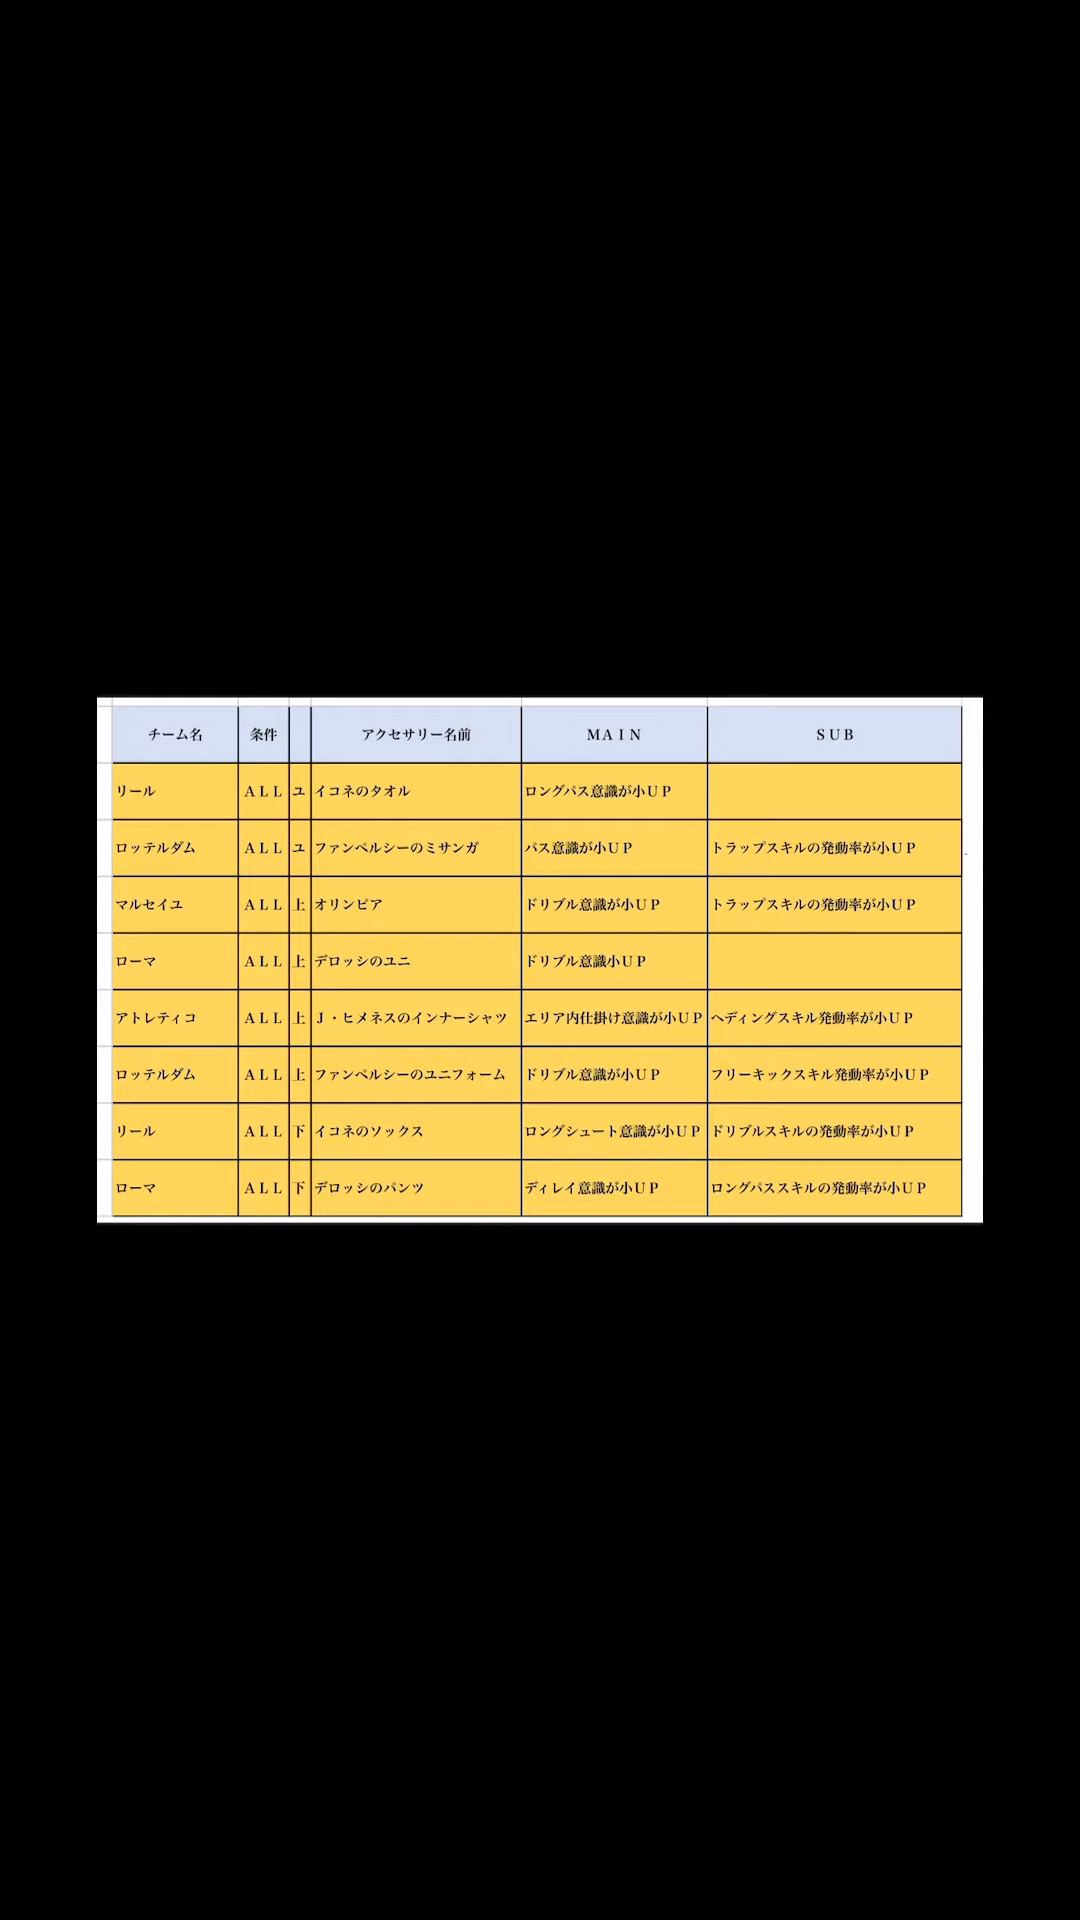 チーム名 条件 アクセサリー名前 ＭＡＩＮ ＳＵＢ
リール ＡＬＬ ユ イコネのタオル ロングパス意識が小ＵＰ
ロッテルダム ＡＬＬ ユ ファンペルシーのミサンガ パス意識が小ＵＰ トラップスキルの発動率が小ＵＰ
マルセイユ ＡＬＬ 上 オリンピア ドリブル意識が小ＵＰ トラップスキルの発動率が小ＵＰ
ローマ ＡＬＬ 上 デロッシのユニ ドリブル意識小ＵＰ
アトレティコ ＡＬＬ 上 Ｊ・ヒメネスのインナーシャツ エリア内仕掛け意識が小ＵＰ ヘディングスキル発動率が小ＵＰ
ロッテルダム ＡＬＬ 上 ファンペルシーのユニフォーム ドリブル意識が小ＵＰ フリーキックスキル発動率が小ＵＰ
リール ＡＬＬ 下 イコネのソックス ロングシュート意識が小ＵＰ ドリブルスキルの発動率が小ＵＰ
ローマ ＡＬＬ 下 デロッシのパンツ ディレイ意識が小ＵＰ ロングパススキルの発動率が小ＵＰ